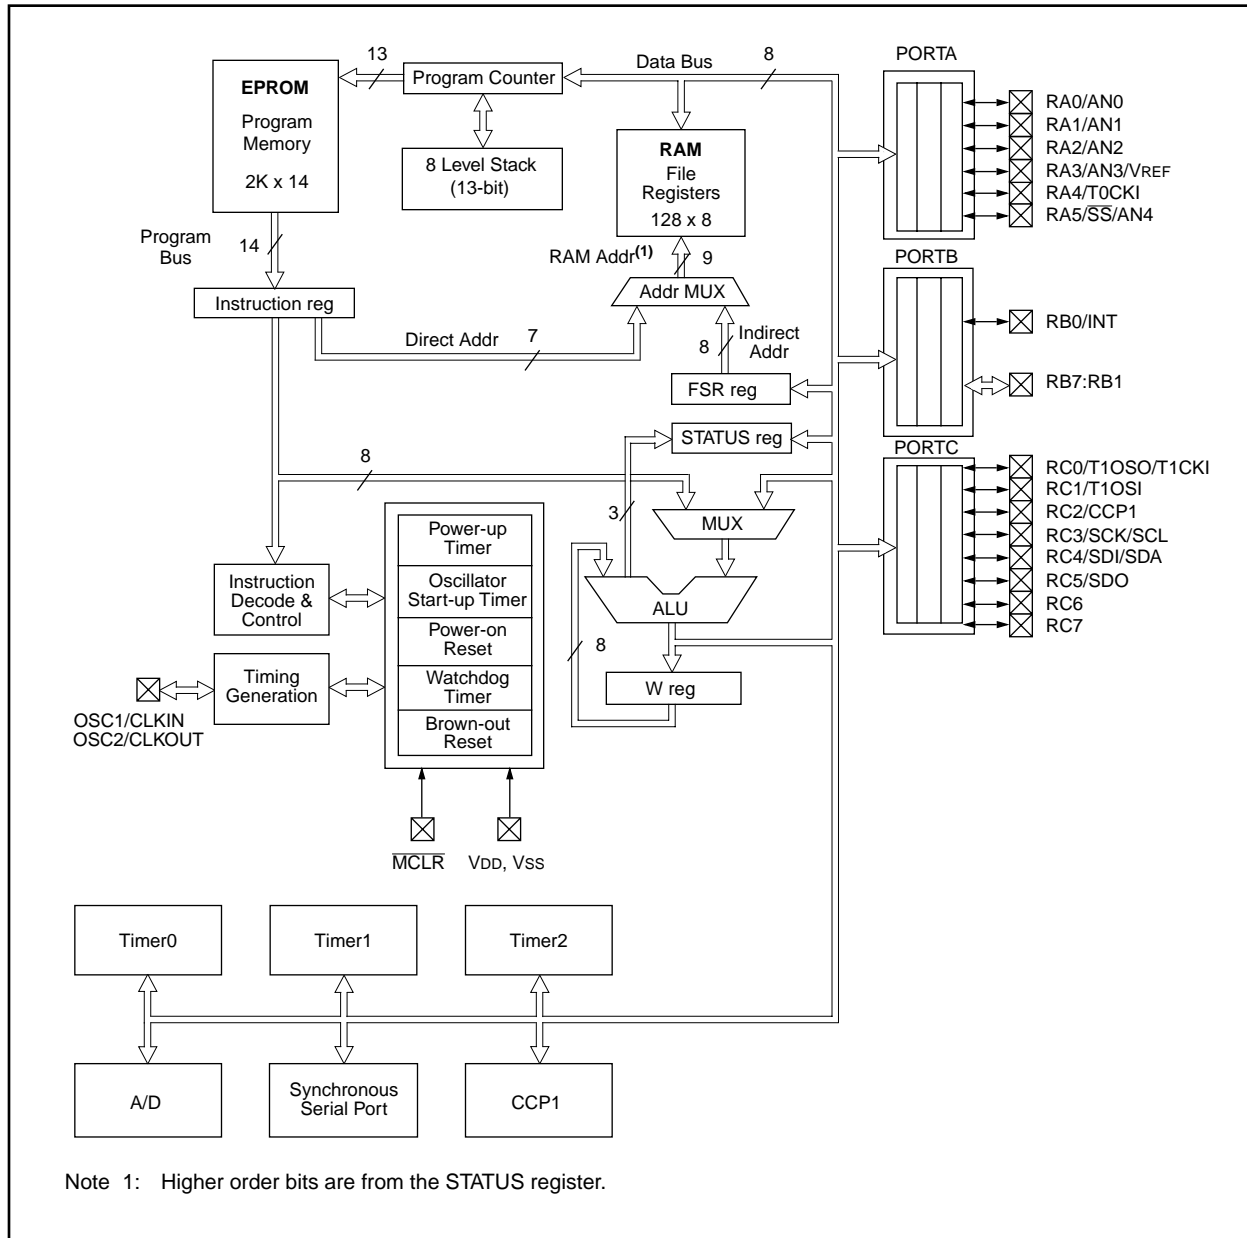 13
Data Bus
8
PORTA
EPROM
Program
Memory
2K x 14
Program Counter
8 Level Stack
(13-bit)
RAM
File
Registers
128 x 8
RA0/AN0
RA1/AN1
RA2/AN2
RA3/AN3/VREF
RA4/T0CKI
RA5/SS/AN4
Program
Bus
14
RAM Addr(1)
9
PORTB
Instruction reg
Addr MUX
Direct Addr
7
8
Indirect
Addr
RB0/INT
FSR reg
RB7:RB1
STATUS reg
PORTC
8
3
MUX
RC0/T1OSO/T1CKI
RC1/T1OSI
RC2/CCP1
RC3/SCK/SCL
RC4/SDI/SDA
RC5/SDO
RC6
RC7
Power-up
Timer
Oscillator
Start-up Timer
Power-on
Reset
Watchdog
Timer
Brown-out
Reset
Instruction
Decode &
Control
ALU
8
W reg
Timing
Generation
OSC1/CLKIN
OSC2/CLKOUT
MCLR
VDD, VSS
Timer0
Timer1
Timer2
A/D
Synchronous
Serial Port
CCP1
Note 1: Higher order bits are from the STATUS register.